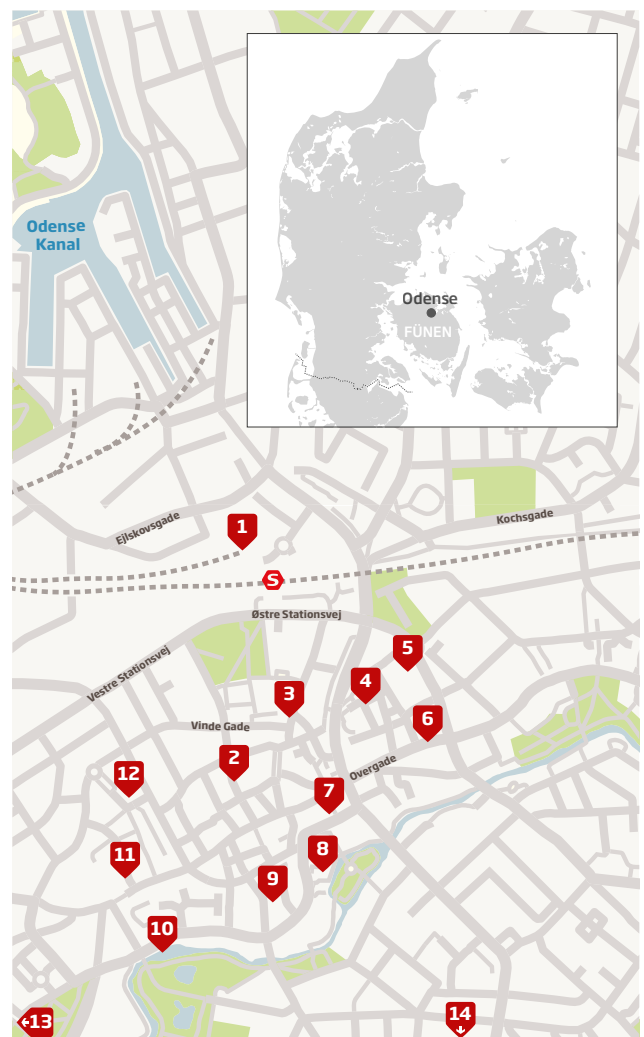 Odense
Kanal
Odense
FÜNEN
Ejlskovsgade
1
Kochsgade
S
Østre Stationsvej
Vestre Stationsvej
5
4
3
6
Vinde Gade
2
12
Overgade
7
8
11
9
10
14
13